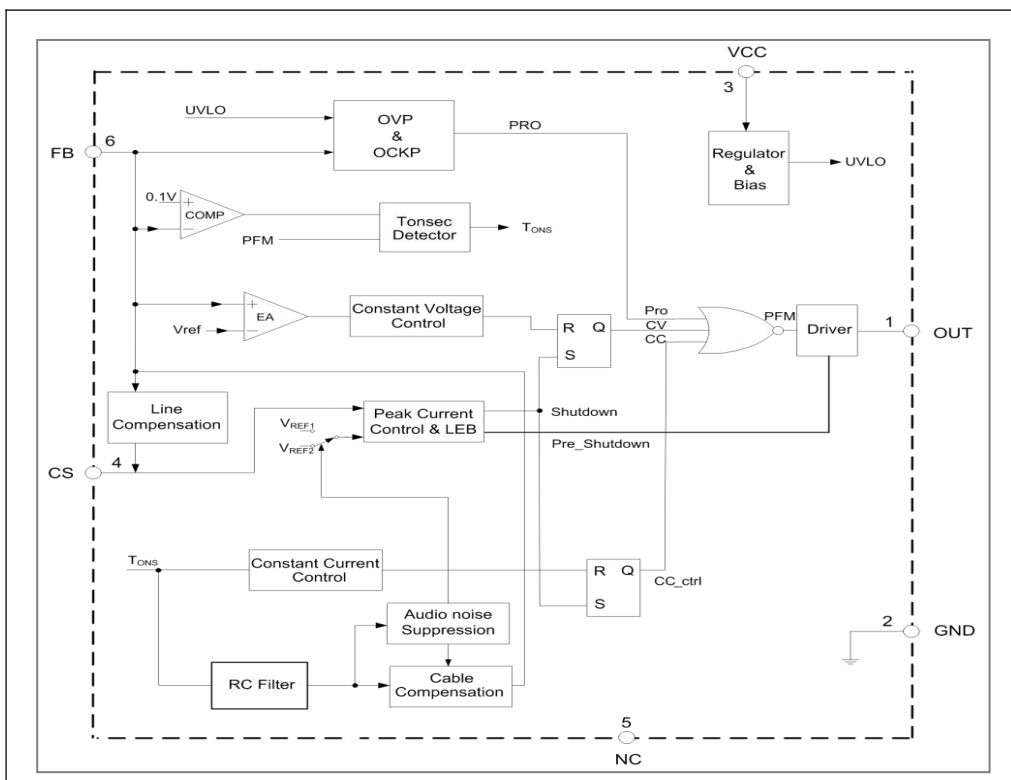 VCC
3
UVLO
OVP
&
OCKP
PRO
FB
6
Regulator
&
Bias
UVLO
0.1V
+
COMP
−
Tonsec
Detector
TONS
PFM
+
EA
Vref
−
Constant Voltage
Control
R Q
S
Pro
CV
CC
PFM
Driver
1
OUT
Line
Compensation
VREF1
VREF2
Peak Current
Control & LEB
Shutdown
Pre_Shutdown
CS
4
TONS
Constant Current
Control
R Q
S
CC_ctrl
Audio noise
Suppression
2
GND
RC Filter
Cable
Compensation
5
NC